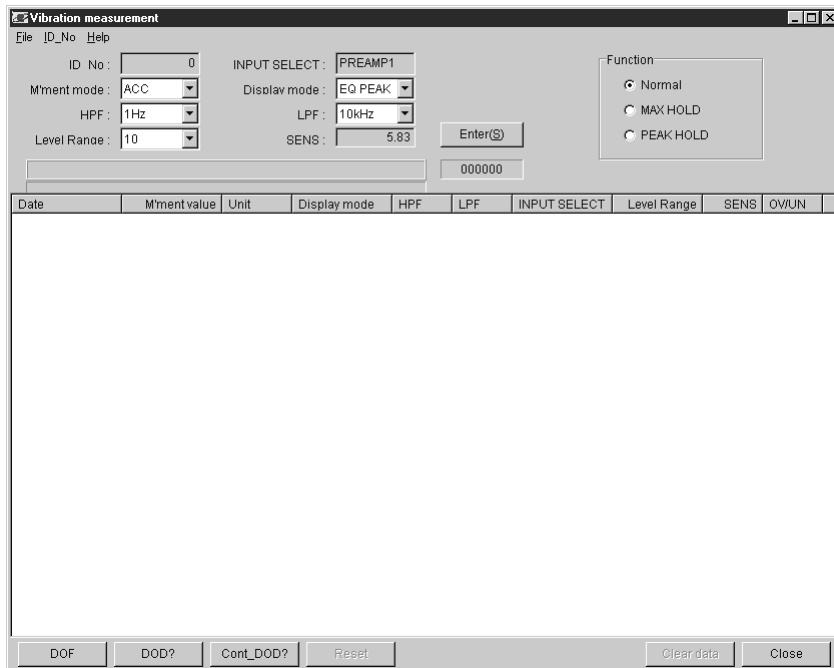 Vibration measurement
File ID_No Help
ID No : 0 INPUT SELECT : PREAMP1
M'ment mode : ACC Display mode : EQ PEAK
HPF : 1Hz LPF : 10kHz
Level Range : 10 SENS : 5.83 Enter(S)
000000
Function
Normal
MAX HOLD
PEAK HOLD
Date M'ment value Unit Display mode HPF LPF INPUT SELECT Level Range SENS OV/UN
DOF DOD? Cont_DOD? Reset Clear data Close